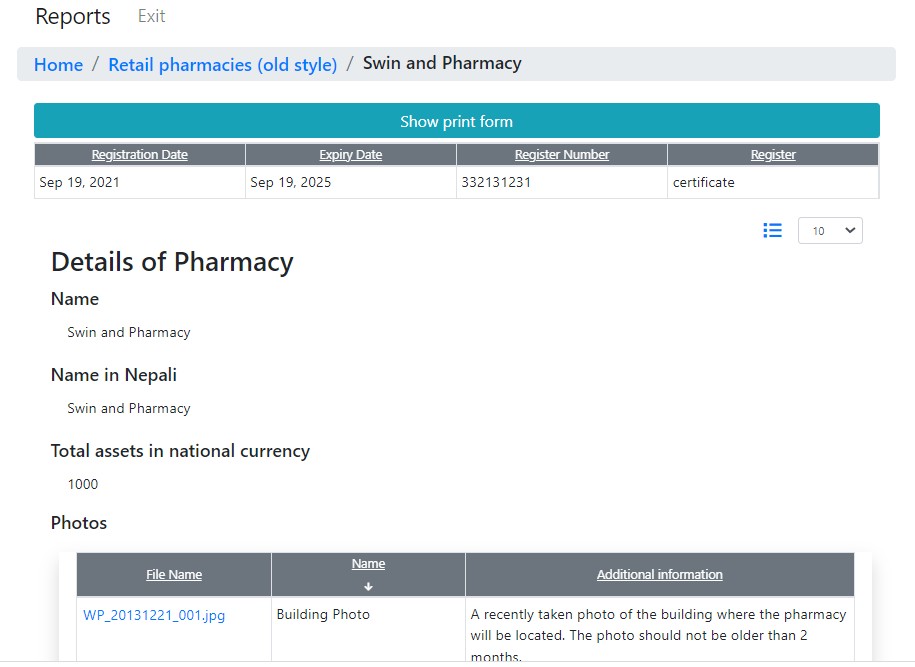 Reports Exit
Home / Retail pharmacies (old style) / Swin and Pharmacy
Show print form
Registration Date Expiry Date Register Number Register
Sep 19, 2021 Sep 19, 2025 332131231 certificate
10
Details of Pharmacy
Name
Swin and Pharmacy
Name in Nepali
Swin and Pharmacy
Total assets in national currency
1000
Photos
File Name Name Additional information
WP_20131221_001.jpg Building Photo A recently taken photo of the building where the pharmacy
will be located. The photo should not be older than 2
months.